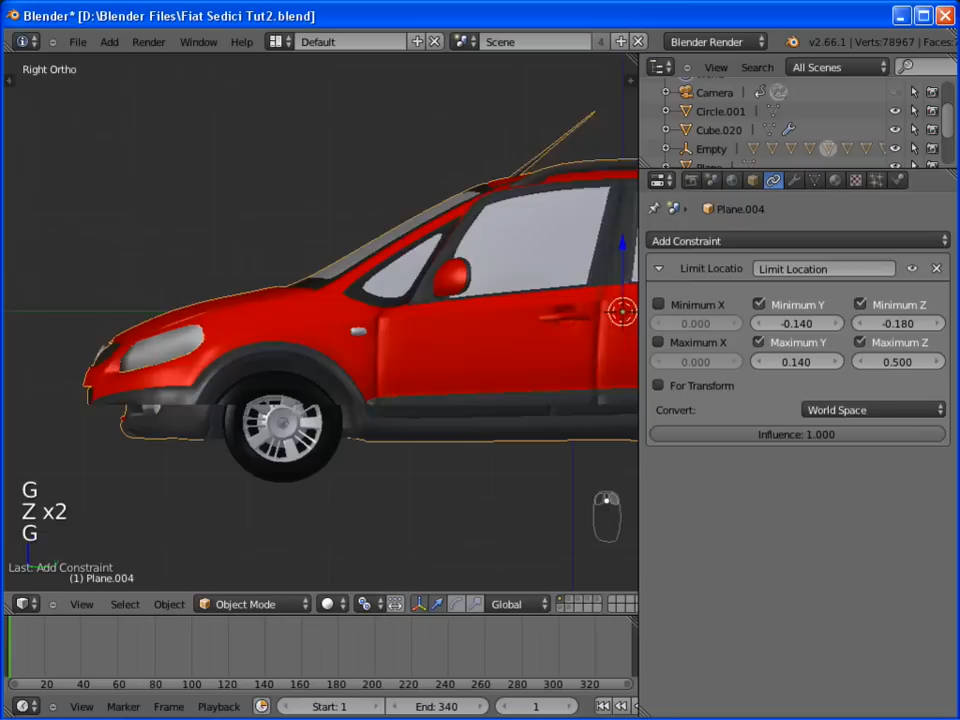 Blender* [D:\Blender Files\Fiat Sedici Tut2.blend]
File Add Render Window Help Default Scene 4 Blender Render v2.66.1 | Verts:78967 | Faces:7
Right Ortho
View Search All Scenes
Camera
Circle.001
Cube.020
Empty
Plane.004
Add Constraint
Limit Locatio Limit Location
Minimum X Minimum Y Minimum Z
0.000 -0.140 -0.180
Maximum X Maximum Y Maximum Z
0.000 0.140 0.500
For Transform
Convert: World Space
Influence: 1.000
G
Z x2
G
Last: Add Constraint
(1) Plane.004
View Select Object Object Mode Global
20 40 60 80 100 120 140 160 180 200 220 240 260 280 300 320
View Marker Frame Playback Start: 1 End: 340 1